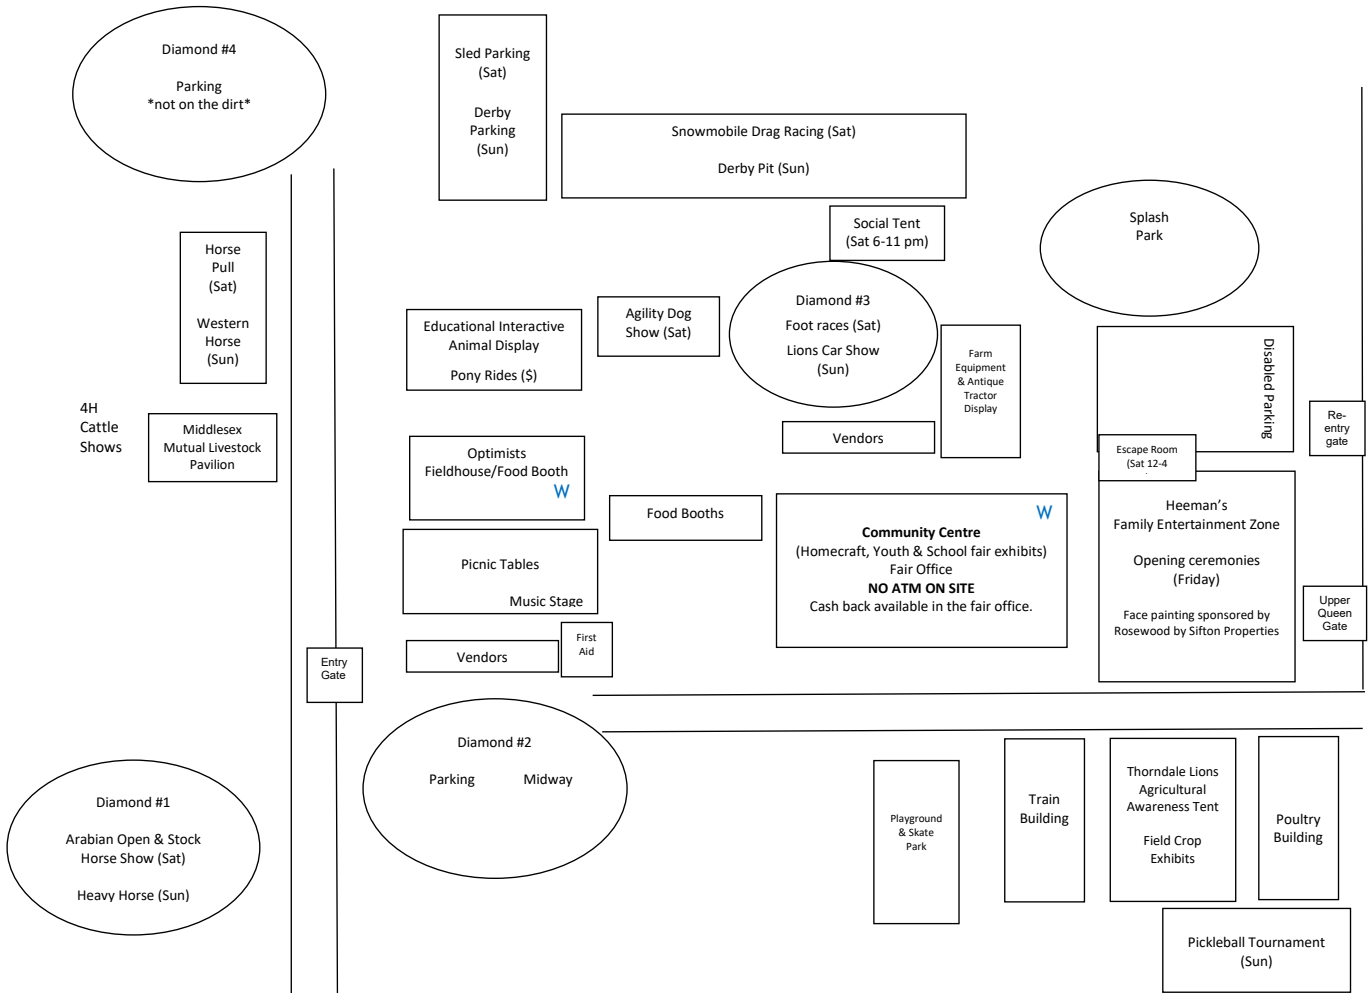 Diamond #4
Parking
*not on the dirt*
Sled Parking
(Sat)
Derby
Parking
(Sun)
Snowmobile Drag Racing (Sat)
Derby Pit (Sun)
Social Tent
(Sat 6-11 pm)
Splash
Park
Horse
Pull
(Sat)
Western
Horse
(Sun)
Educational Interactive
Animal Display
Pony Rides ($)
Agility Dog
Show (Sat)
Diamond #3
Foot races (Sat)
Lions Car Show
(Sun)
Farm
Equipment
& Antique
Tractor
Display
Disabled Parking
Re-
entry
gate
4H
Cattle
Shows
Middlesex
Mutual Livestock
Pavilion
Vendors
Escape Room
(Sat 12-4
Optimists
Fieldhouse/Food Booth
W
Food Booths
W
Community Centre
(Homecraft, Youth & School fair exhibits)
Fair Office
NO ATM ON SITE
Cash back available in the fair office.
Heeman's
Family Entertainment Zone
Opening ceremonies
(Friday)
Face painting sponsored by
Rosewood by Sifton Properties
Upper
Queen
Gate
Picnic Tables
Music Stage
First
Aid
Vendors
Entry
Gate
Diamond #2
Parking Midway
Diamond #1
Arabian Open & Stock
Horse Show (Sat)
Heavy Horse (Sun)
Playground
& Skate
Park
Train
Building
Thorndale Lions
Agricultural
Awareness Tent
Field Crop
Exhibits
Poultry
Building
Pickleball Tournament
(Sun)